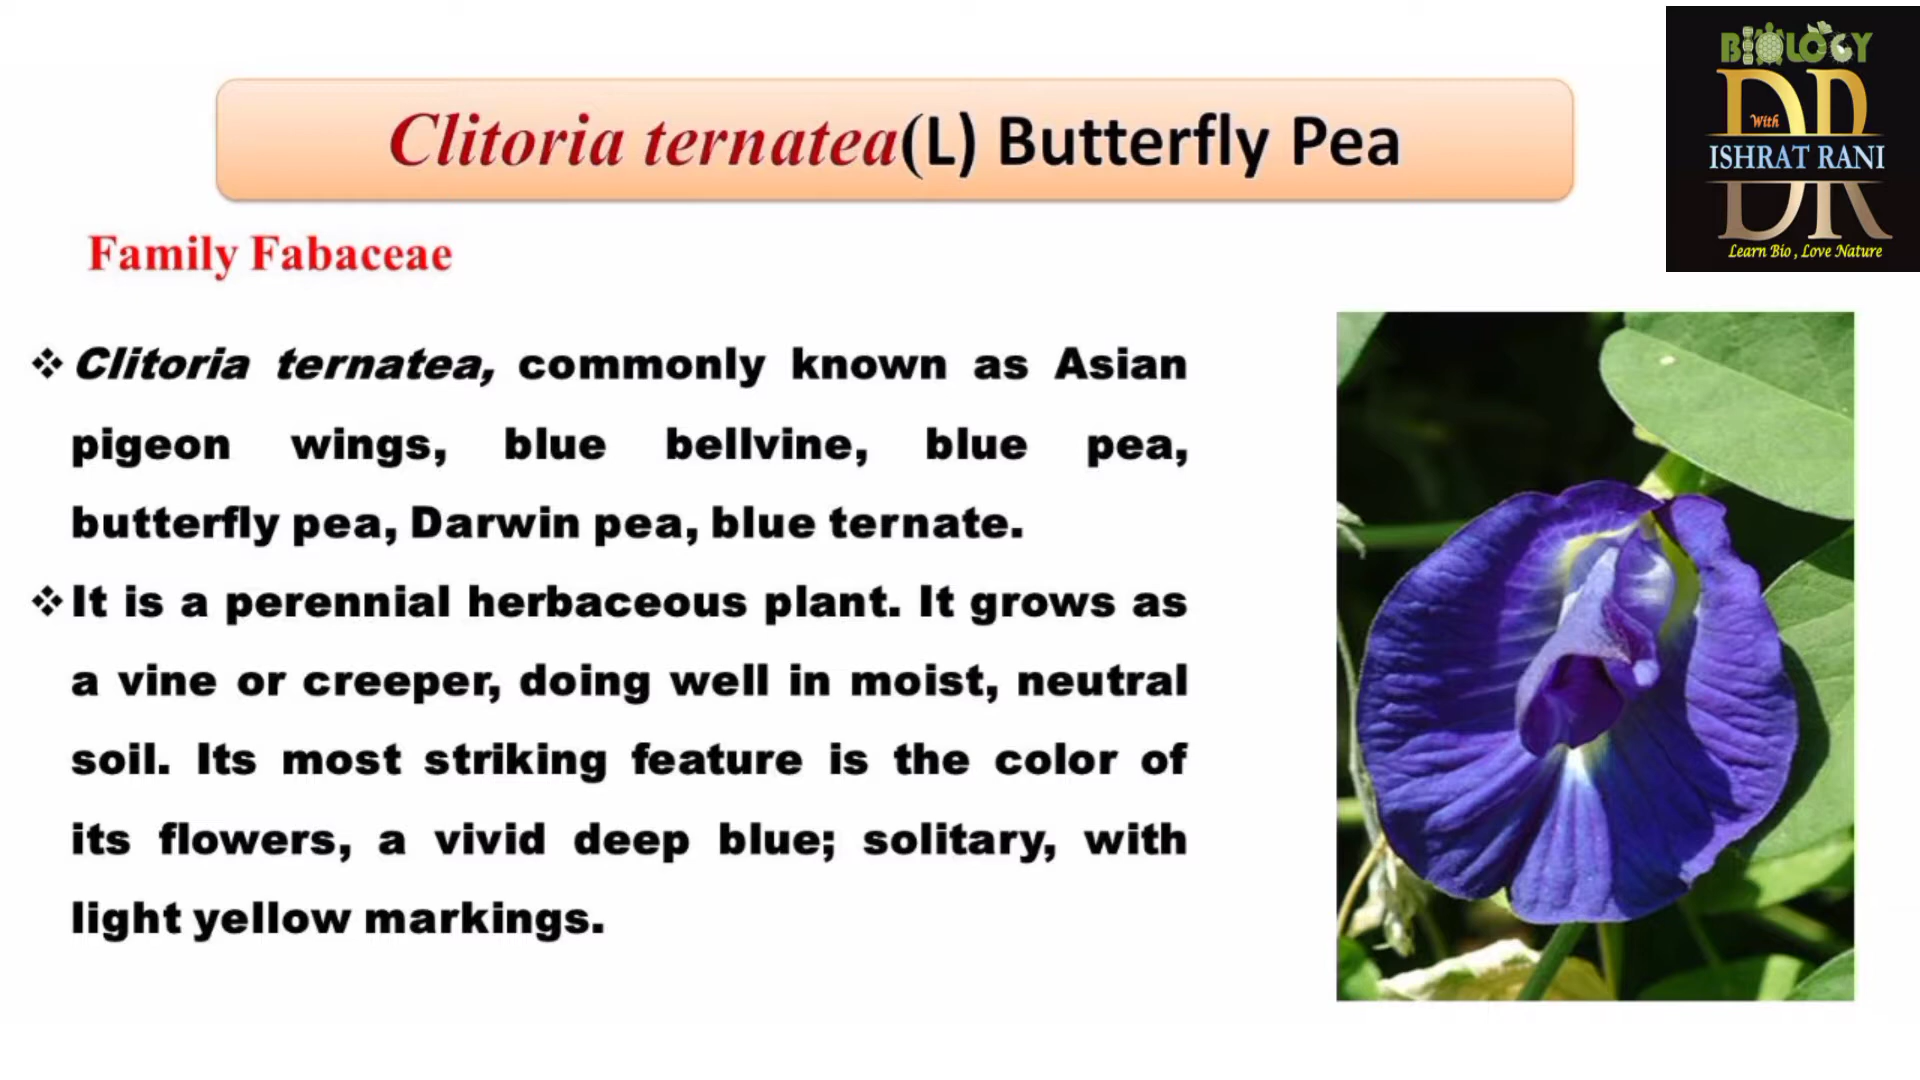 BIOLOGY
DR
With
ISHRAT RANI
DR
Learn Bio , Love Nature
Clitoria ternatea(L) Butterfly Pea
Family Fabaceae
❖Clitoria ternatea, commonly known as Asian
pigeon wings, blue bellvine, blue pea,
butterfly pea, Darwin pea, blue ternate.
❖It is a perennial herbaceous plant. It grows as
a vine or creeper, doing well in moist, neutral
soil. Its most striking feature is the color of
its flowers, a vivid deep blue; solitary, with
light yellow markings.